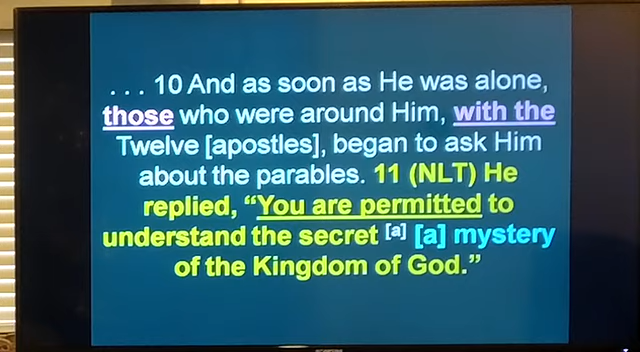 . . . 10 And as soon as He was alone,
those who were around Him, with the
Twelve [apostles], began to ask Him
about the parables. 11 (NLT) He
replied, “You are permitted to
understand the secret [a] [a] mystery
of the Kingdom of God.”